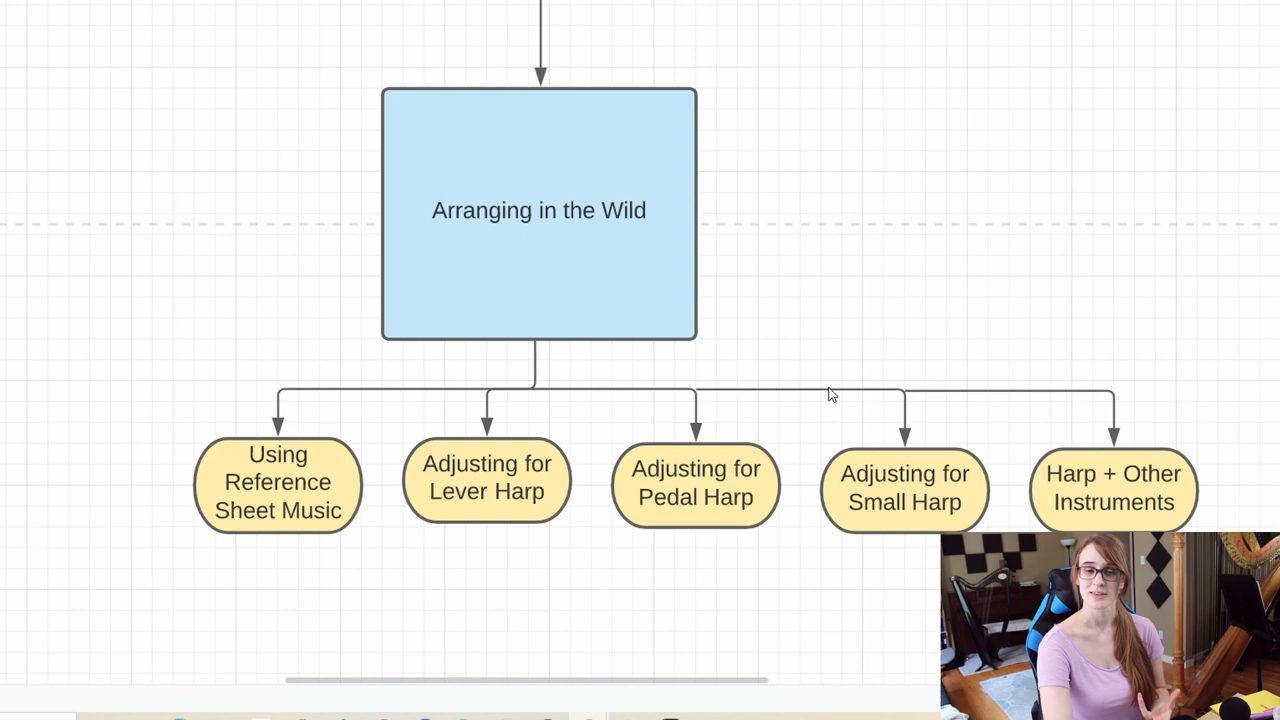 Arranging in the Wild
Using
Reference
Sheet Music
Adjusting for
Lever Harp
Adjusting for
Pedal Harp
Adjusting for
Small Harp
Harp + Other
Instruments